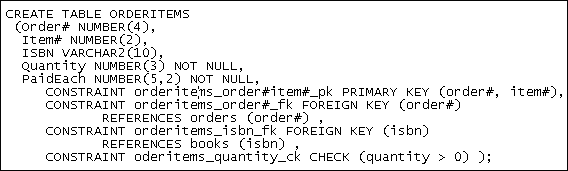 CREATE TABLE ORDERITEMS
(Order# NUMBER(4),
Item# NUMBER(2),
ISBN VARCHAR2(10),
Quantity NUMBER(3) NOT NULL,
PaidEach NUMBER(5,2) NOT NULL,
CONSTRAINT orderitems_order#item#_pk PRIMARY KEY (order#, item#),
CONSTRAINT orderitems_order#_fk FOREIGN KEY (order#)
REFERENCES orders (order#) ,
CONSTRAINT orderitems_isbn_fk FOREIGN KEY (isbn)
REFERENCES books (isbn) ,
CONSTRAINT oderitems_quantity_ck CHECK (quantity > 0) );